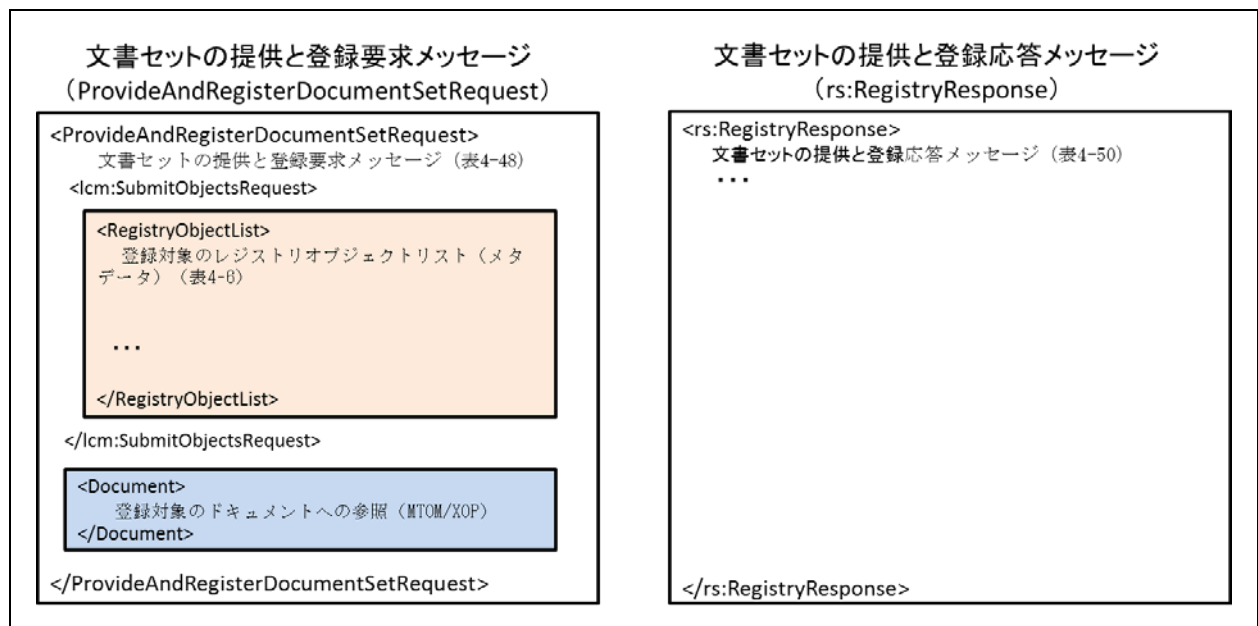 文書セットの提供と登録要求メッセージ
（ProvideAndRegisterDocumentSetRequest）
<ProvideAndRegisterDocumentSetRequest>
文書セットの提供と登録要求メッセージ（表4-48）
<lcm:SubmitObjectsRequest>
<RegistryObjectList>
登録対象のレジストリオブジェクトリスト（メタ
データ）（表4-6）
...
</RegistryObjectList>
</lcm:SubmitObjectsRequest>
<Document>
登録対象のドキュメントへの参照（MTOM/XOP）
</Document>
</ProvideAndRegisterDocumentSetRequest>
文書セットの提供と登録応答メッセージ
（rs:RegistryResponse）
<rs:RegistryResponse>
文書セットの提供と登録応答メッセージ（表4-50）
・・・
</rs:RegistryResponse>